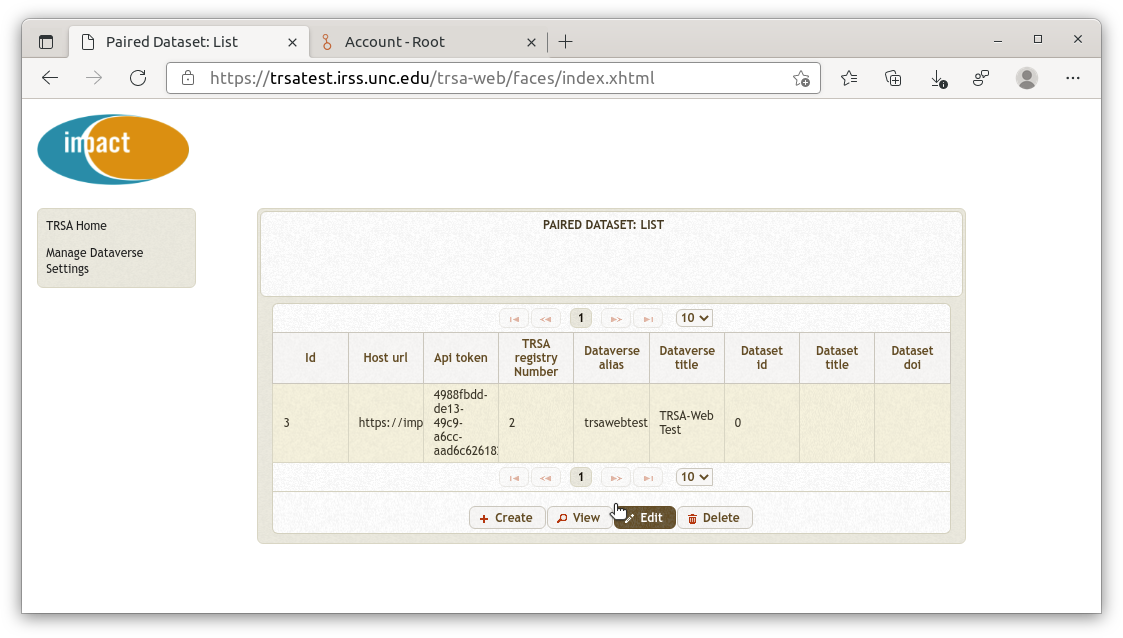 Paired Dataset: List
Account - Root
https://trsatest.irss.unc.edu/trsa-web/faces/index.xhtml
impact
TRSA Home
Manage Dataverse
Settings
PAIRED DATASET: LIST
1
10
Id
Host url
Api token
TRSA
registry
Number
Dataverse
alias
Dataverse
title
Dataset
id
Dataset
title
Dataset
doi
3
https://imp
4988fbdd-
de13-
49c9-
a6cc-
aad6c62618
2
trsawebtest
TRSA-Web
Test
0
1
10
Create
View
Edit
Delete